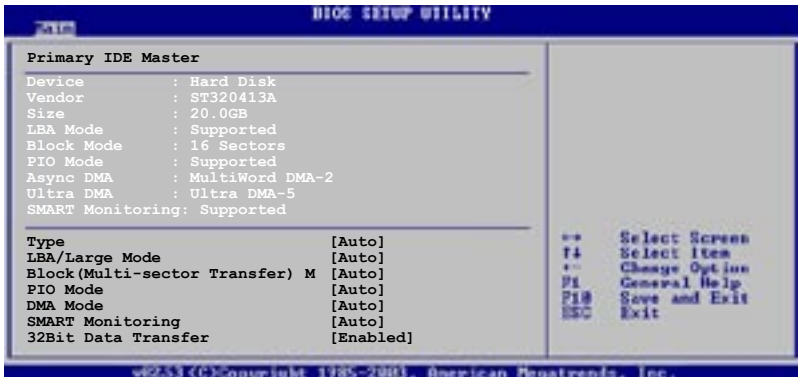 BIOS SETUP UTILITY
Main
Primary IDE Master
Device : Hard Disk
Vendor : ST320413A
Size : 20.0GB
LBA Mode : Supported
Block Mode : 16 Sectors
PIO Mode : Supported
Async DMA : MultiWord DMA-2
Ultra DMA : Ultra DMA-5
SMART Monitoring: Supported
Type [Auto]
LBA/Large Mode [Auto]
Block(Multi-sector Transfer) M [Auto]
PIO Mode [Auto]
DMA Mode [Auto]
SMART Monitoring [Auto]
32Bit Data Transfer [Enabled]
←→ Select Screen
↑↓ Select Item
+- Change Option
F1 General Help
F10 Save and Exit
ESC Exit
v02.53 (C)Copyright 1985-2003, American Megatrends, Inc.